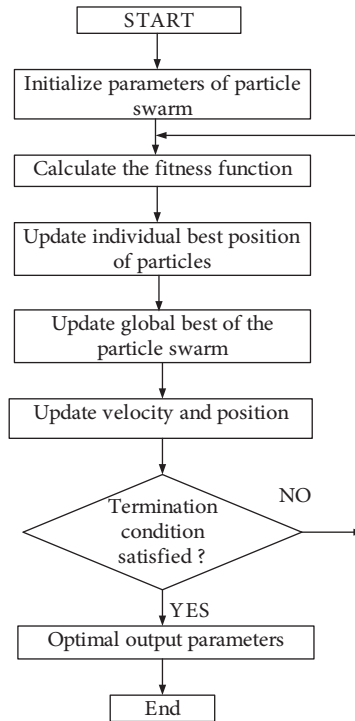 START
Initialize parameters of particle
swarm
Calculate the fitness function
Update individual best position
of particles
Update global best of the
particle swarm
Update velocity and position
Termination
condition
satisfied ?
NO
YES
Optimal output parameters
End